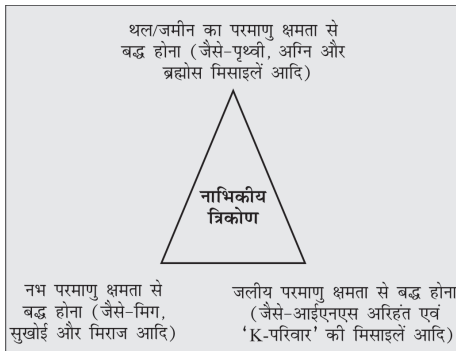 थल/जमीन का परमाणु क्षमता से
बद्ध होना (जैसे-पृथ्वी, अग्नि और
ब्रह्मोस मिसाइलें आदि)
नाभिकीय
त्रिकोण
नभ परमाणु क्षमता से
बद्ध होना (जैसे-मिग,
सुखोई और मिराज आदि)
जलीय परमाणु क्षमता से बद्ध होना
(जैसे-आईएनएस अरिहंत एवं
‘K-परिवार’ की मिसाइलें आदि)